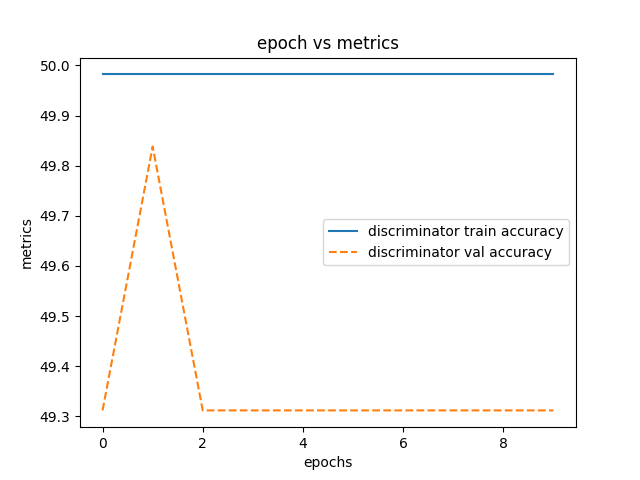 epoch vs metrics
50.0
49.9
49.8
49.7
49.6
49.5
49.4
49.3
metrics
discriminator train accuracy
discriminator val accuracy
0
2
4
6
8
epochs